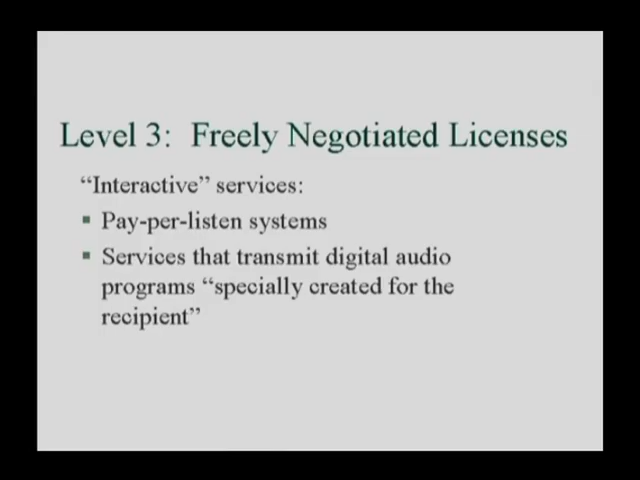 Level 3: Freely Negotiated Licenses
“Interactive” services:
Pay-per-listen systems
Services that transmit digital audio
programs “specially created for the
recipient”